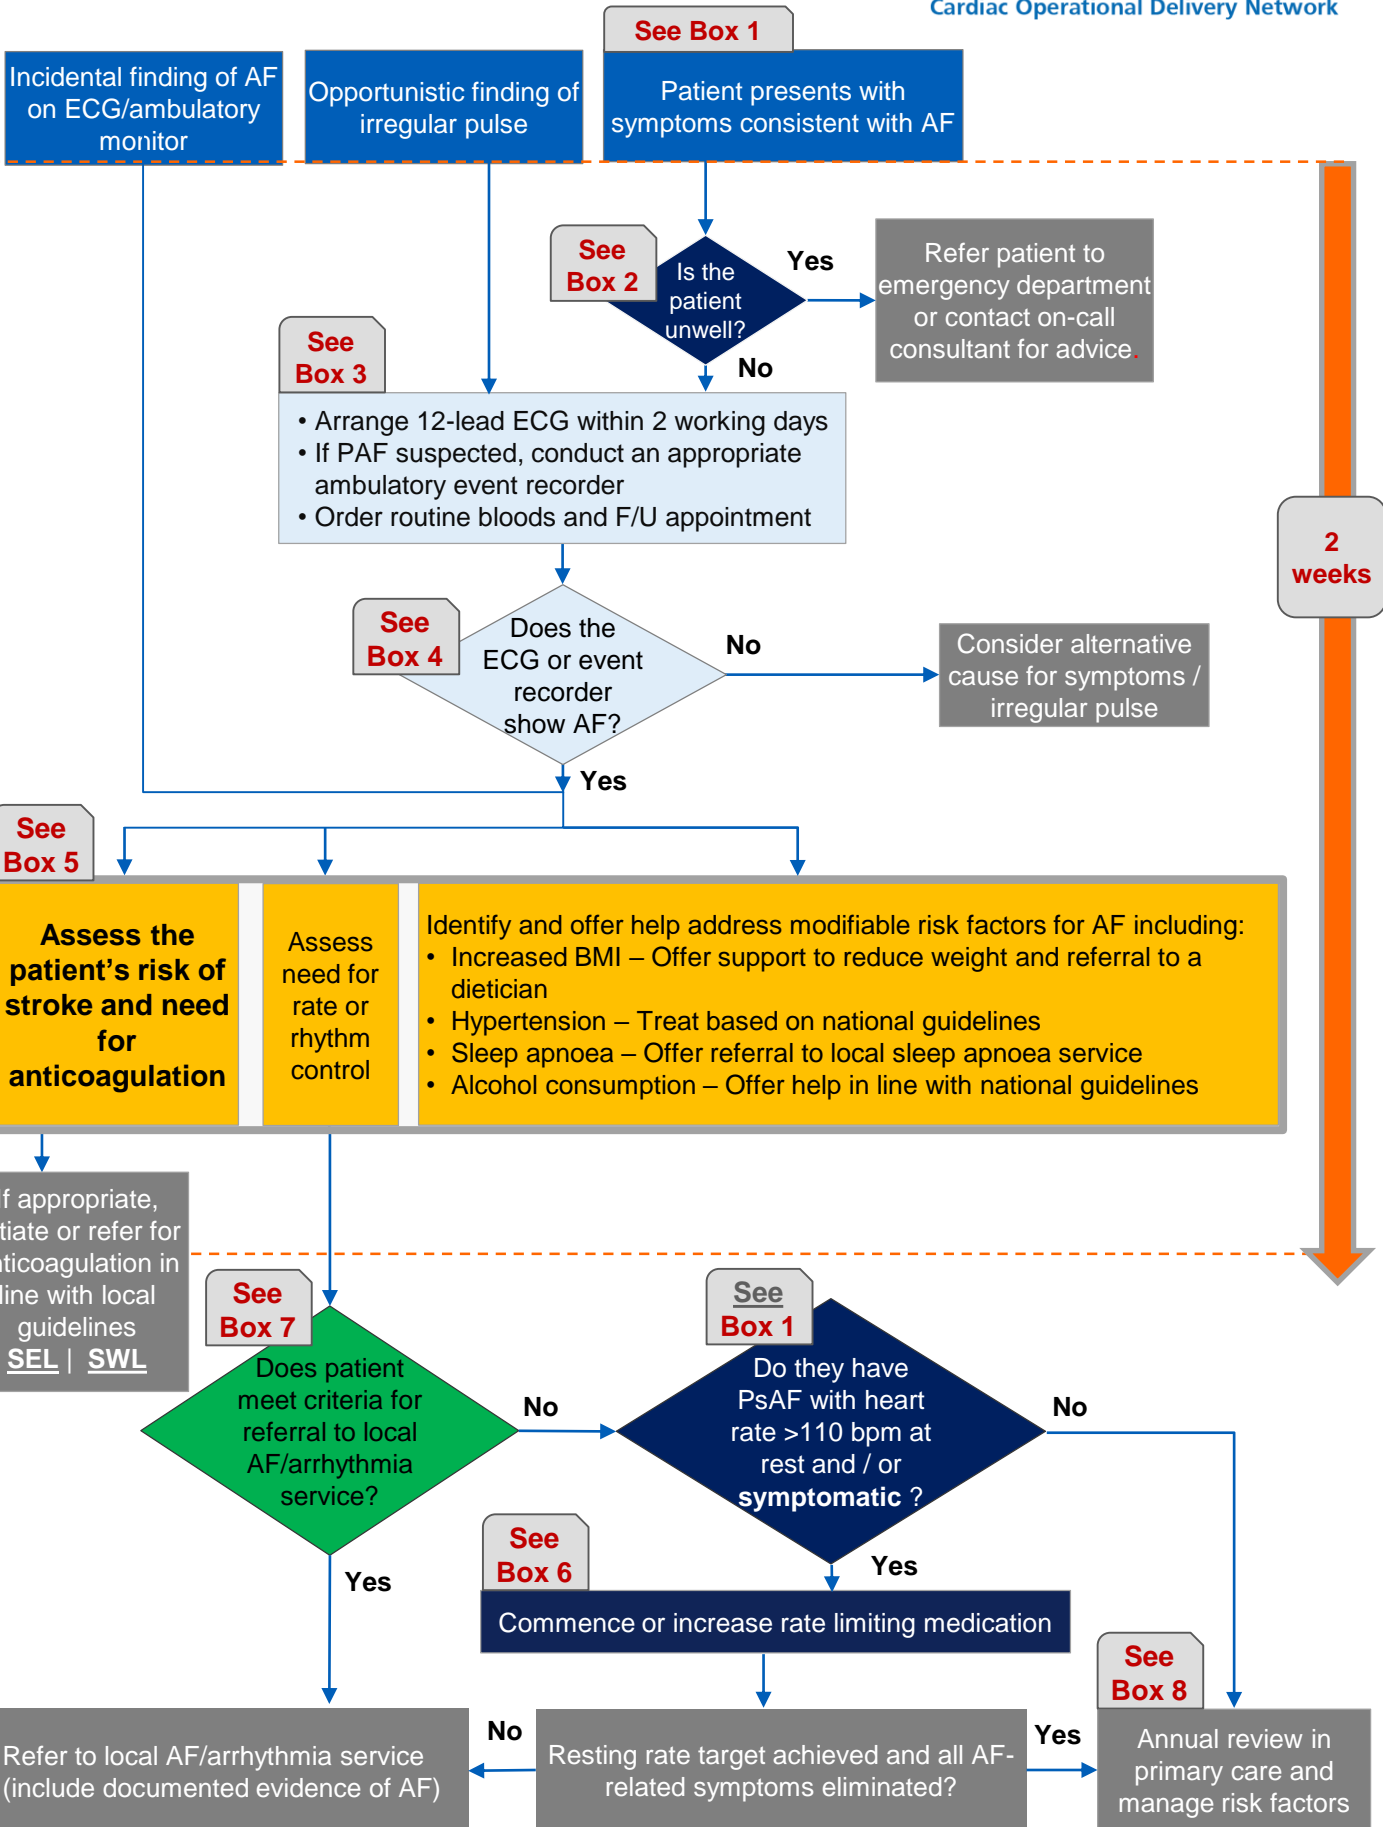 Cardiac Operational Delivery Network
See Box 1
Incidental finding of AF
on ECG/ambulatory
monitor
Opportunistic finding of
irregular pulse
Patient presents with
symptoms consistent with AF
See
Box 2
Is the
patient
unwell?
Yes
Refer patient to
emergency department
or contact on-call
consultant for advice.
No
See
Box 3
• Arrange 12-lead ECG within 2 working days
• If PAF suspected, conduct an appropriate
ambulatory event recorder
• Order routine bloods and F/U appointment
2
weeks
See
Box 4
Does the
ECG or event
recorder
show AF?
No
Consider alternative
cause for symptoms /
irregular pulse
Yes
See
Box 5
Assess the
patient's risk of
stroke and need
for
anticoagulation
Assess
need for
rate or
rhythm
control
Identify and offer help address modifiable risk factors for AF including:
• Increased BMI – Offer support to reduce weight and referral to a
dietician
• Hypertension – Treat based on national guidelines
• Sleep apnoea – Offer referral to local sleep apnoea service
• Alcohol consumption – Offer help in line with national guidelines
appropriate,
or refer for
in
line with local
guidelines
SEL | SWL
See
Box 7
Does patient
meet criteria for
referral to local
AF/arrhythmia
service?
No
See
Box 1
Do they have
PsAF with heart
rate >110 bpm at
rest and / or
symptomatic ?
No
Yes
Yes
See
Box 6
Commence or increase rate limiting medication
See
Box 8
Refer to local AF/arrhythmia service
(include documented evidence of AF)
No
Resting rate target achieved and all AF-
related symptoms eliminated?
Yes
Annual review in
primary care and
manage risk factors